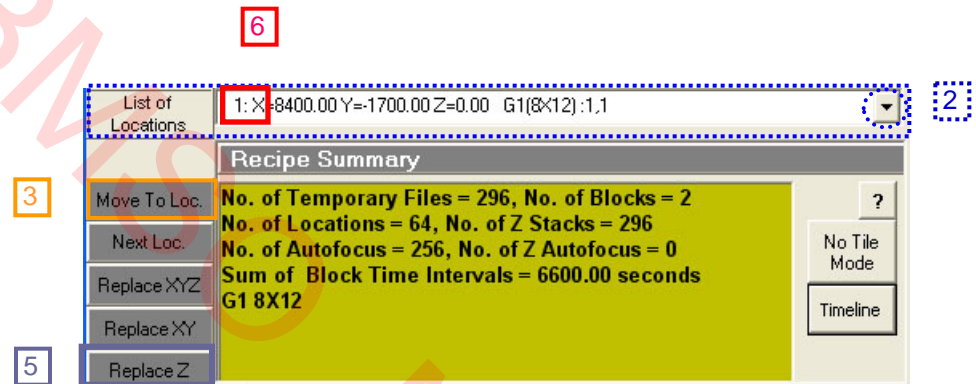 6
List of
Locations
1: X=8400.00 Y=-1700.00 Z=0.00 G1(8X12) :1,1
2
Recipe Summary
3
Move To Loc.
No. of Temporary Files = 296, No. of Blocks = 2
?
Next Loc.
No. of Locations = 64, No. of Z Stacks = 296
No. of Autofocus = 256, No. of Z Autofocus = 0
No Tile
Mode
Replace XYZ
Sum of Block Time Intervals = 6600.00 seconds
G1 8X12
Timeline
Replace XY
5
Replace Z